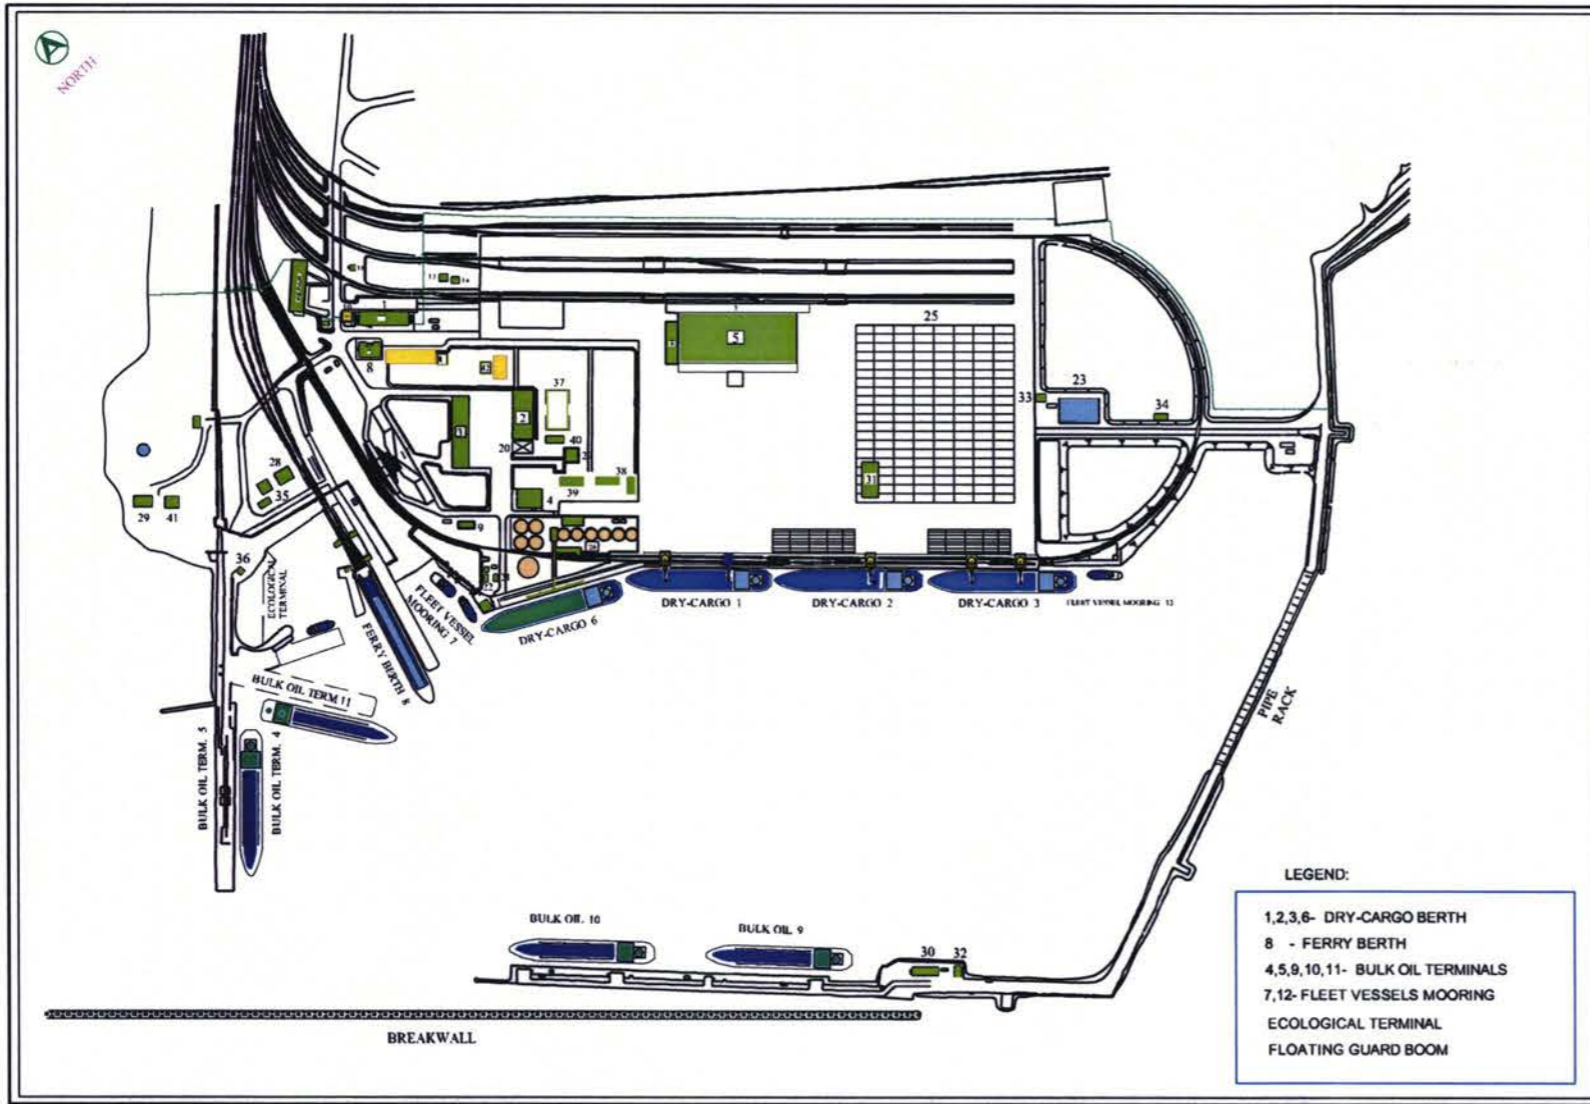 NORTH
1
25
5
8
37
2
3
20
40
38
39
4
31
9
33
23
34
28
35
29
41
36
ECOLOGICAL
TERMINAL
FLEET VESSEL
MOORING 7
FERRY BERTH 8
DRY-CARGO 6
DRY-CARGO 1
DRY-CARGO 2
DRY-CARGO 3
FLEET VESSEL MOORING 12
BULK OIL TERM 11
BULK OIL TERM. 5
BULK OIL TERM. 4
PIPE
RACK
BULK OIL 10
BULK OIL 9
30
32
BREAKWALL
LEGEND:
1,2,3,6- DRY-CARGO BERTH
8 - FERRY BERTH
4,5,9,10,11- BULK OIL TERMINALS
7,12- FLEET VESSELS MOORING
ECOLOGICAL TERMINAL
FLOATING GUARD BOOM